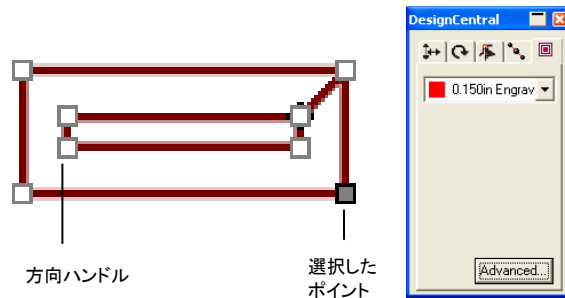 DesignCentral
0.150in Engrav
Advanced...
方向ハンドル
選択した
ポイント